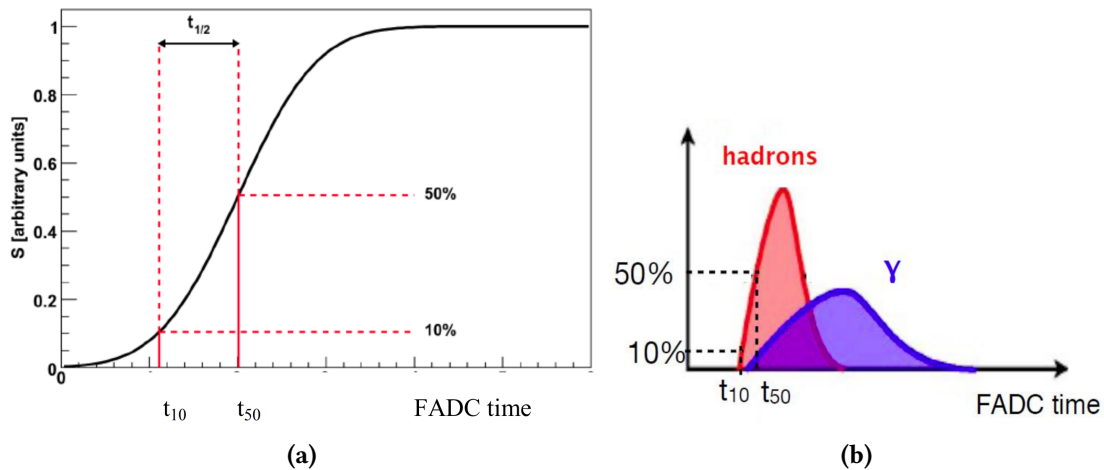 t1/2
S [arbitrary units]
1
0.8
0.6
0.4
0.2
0
50%
10%
t10
t50
FADC time
(a)
hadrons
γ
50%
10%
t10
t50
FADC time
(b)